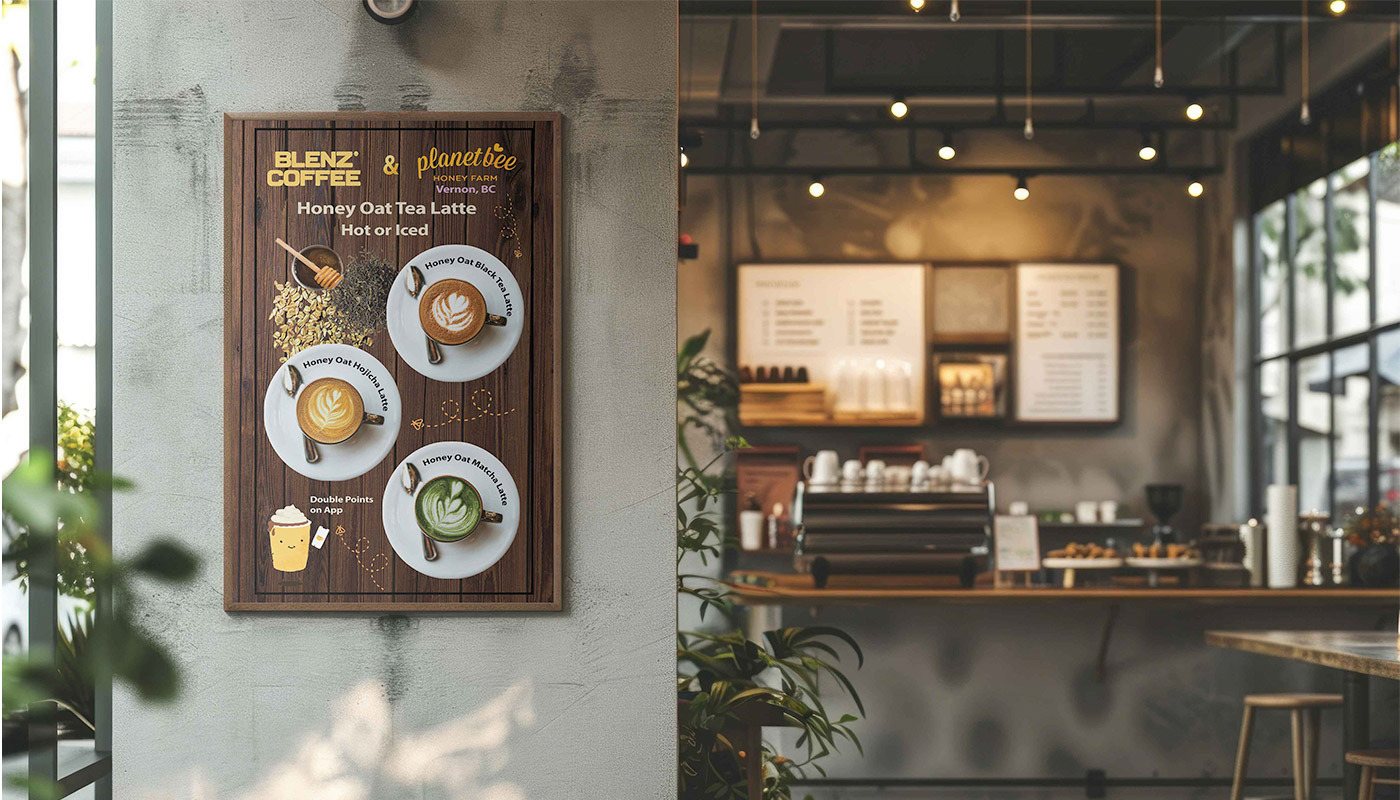 BLENZ
COFFEE
&
planet bee
HONEY FARM
Vernon, BC
Honey Oat Tea Latte
Hot or Iced
Honey Oat Black Tea Latte
Honey Oat Hojicha Latte
Honey Oat Matcha Latte
Double Points
on App